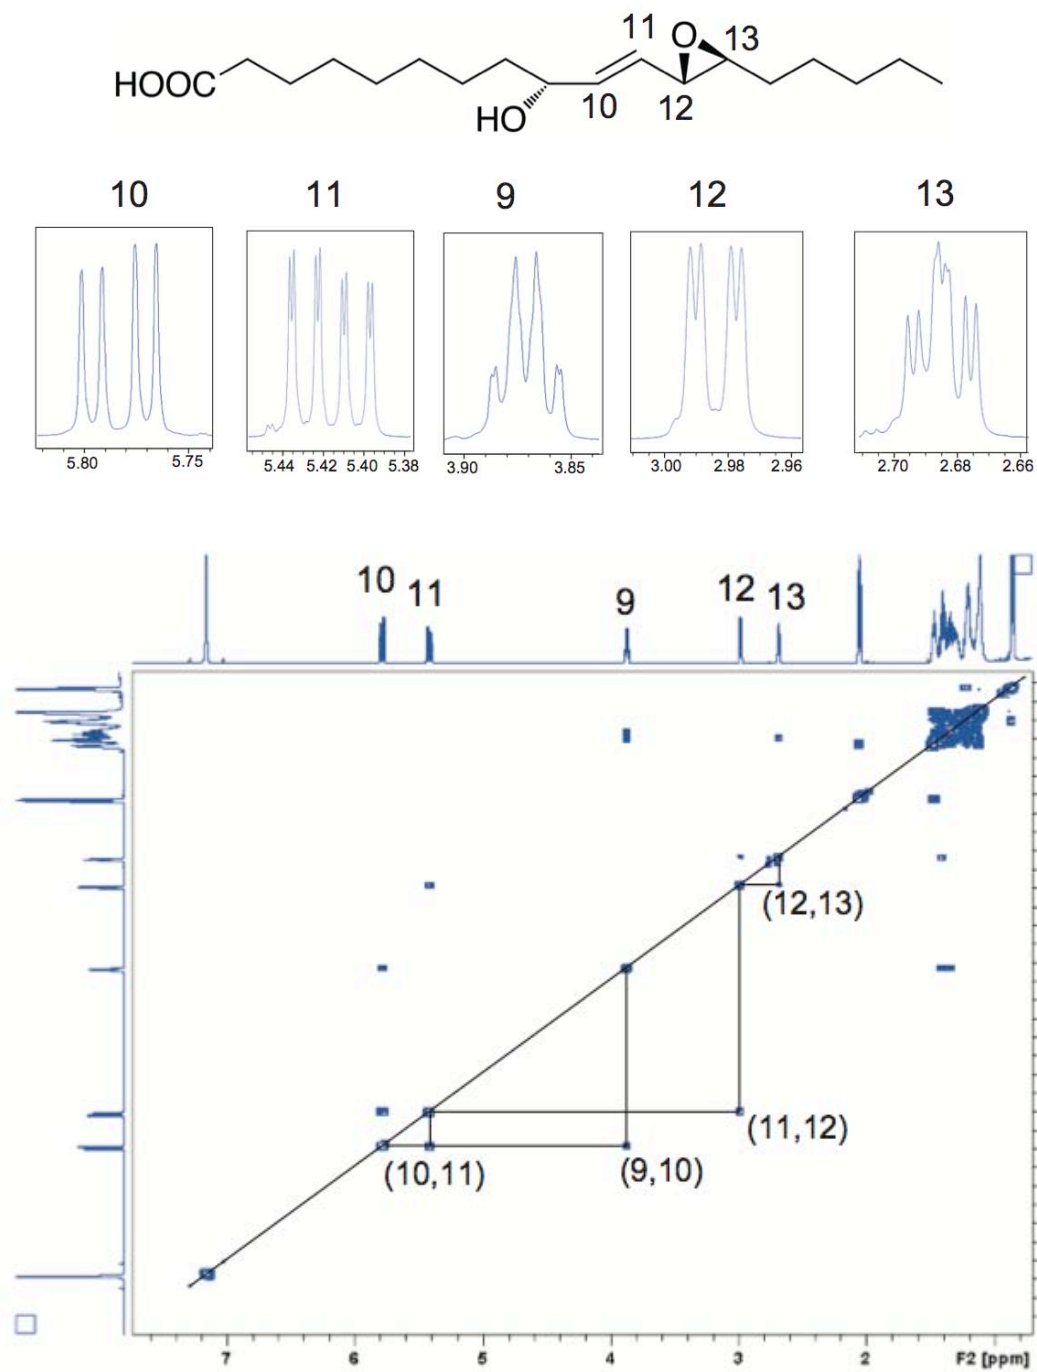 11 O 13
HOOC
HO 10 12
10 11 9 12 13
5.80 5.75 5.44 5.42 5.40 5.38 3.90 3.85 3.00 2.98 2.96 2.70 2.68 2.66
10 11 9 12 13
(12,13)
(11,12)
(10,11) (9,10)
7 6 5 4 3 2 F2 [ppm]